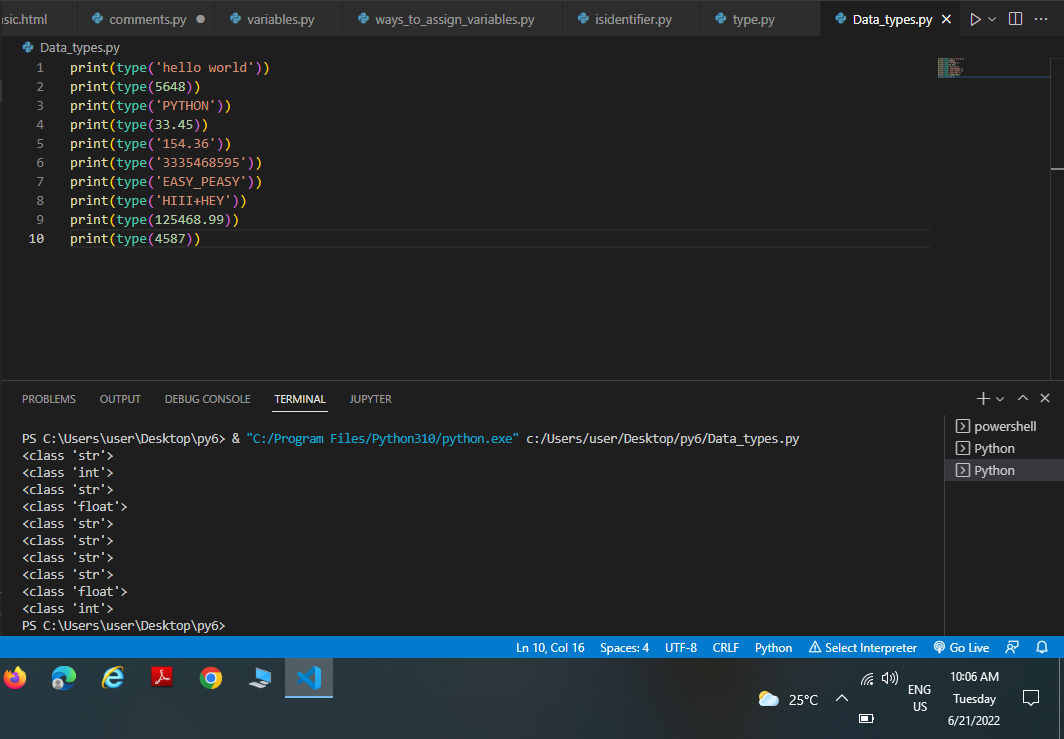 sic.html comments.py variables.py ways_to_assign_variables.py isidentifier.py type.py Data_types.py
Data_types.py
1 print(type('hello world'))
2 print(type(5648))
3 print(type('PYTHON'))
4 print(type(33.45))
5 print(type('154.36'))
6 print(type('3335468595'))
7 print(type('EASY_PEASY'))
8 print(type('HIII+HEY'))
9 print(type(125468.99))
10 print(type(4587))
PROBLEMS OUTPUT DEBUG CONSOLE TERMINAL JUPYTER
PS C:\Users\user\Desktop\py6> & "C:/Program Files/Python310/python.exe" c:/Users/user/Desktop/py6/Data_types.py
<class 'str'>
<class 'int'>
<class 'str'>
<class 'float'>
<class 'str'>
<class 'str'>
<class 'str'>
<class 'str'>
<class 'float'>
<class 'int'>
PS C:\Users\user\Desktop\py6>
powershell
Python
Python
Ln 10, Col 16 Spaces: 4 UTF-8 CRLF Python Select Interpreter Go Live
25°C
ENG
US
10:06 AM
Tuesday
6/21/2022